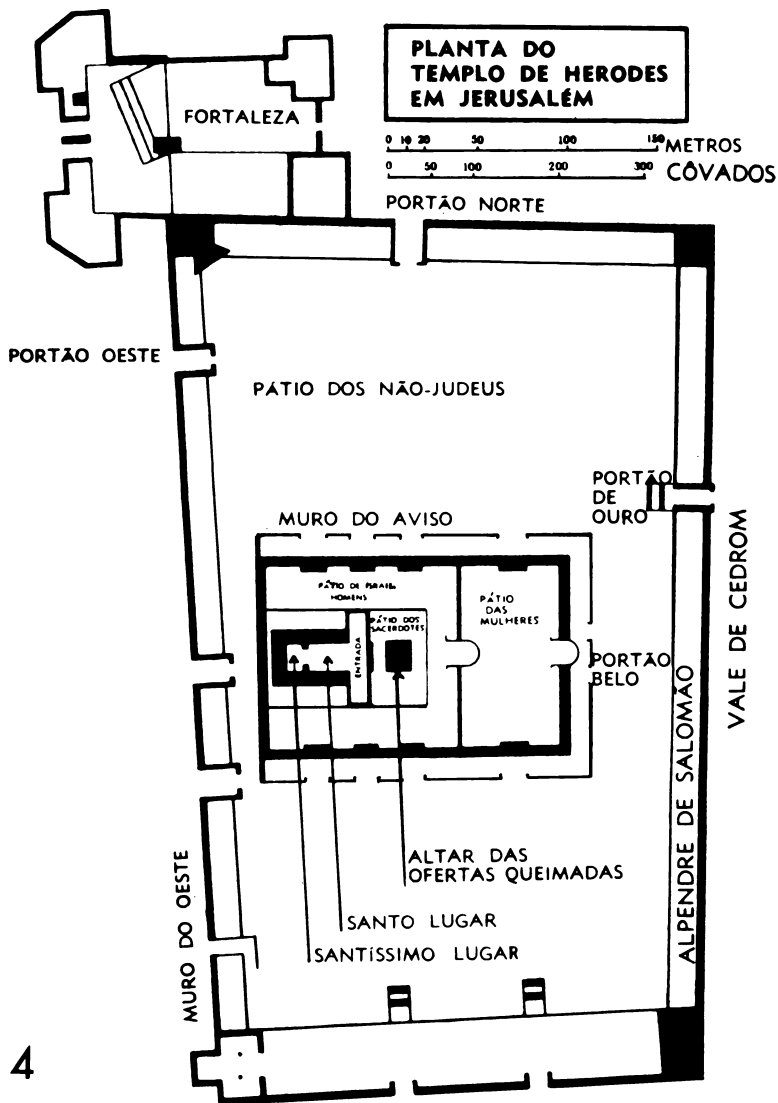 PLANTA DO
TEMPLO DE HERODES
EM JERUSALÉM
FORTALEZA
0 10 20 50 100 150 METROS
0 50 100 200 300 CÔVADOS
PORTÃO NORTE
PORTÃO OESTE
PÁTIO DOS NÃO-JUDEUS
PORTÃO
DE
OURO
MURO DO AVISO
VALE DE CEDROM
PÁTIO DE ISRAEL
HOMENS
PÁTIO
DAS
MULHERES
PÁTIO DOS
SACERDOTES
ENTRADA
PORTÃO
BELO
ALPENDRE DE SALOMÃO
ALTAR DAS
OFERTAS QUEIMADAS
MURO DO OESTE
SANTO LUGAR
SANTÍSSIMO LUGAR
4